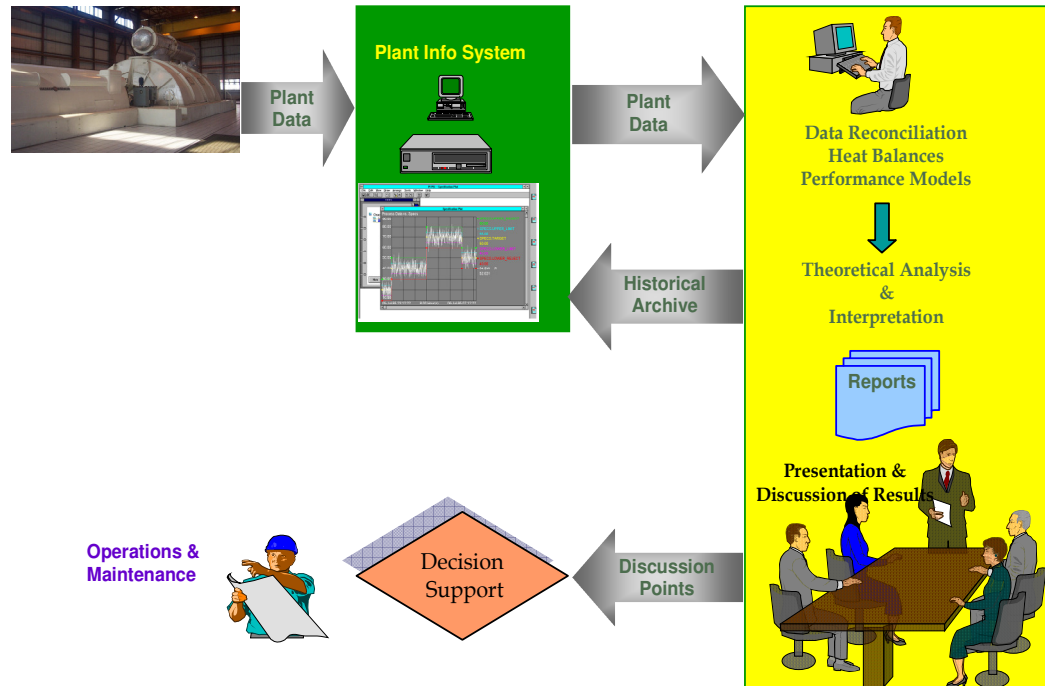 Plant Info System
Plant
Data
Plant
Data
Data Reconciliation
Heat Balances
Performance Models
Theoretical Analysis
&
Interpretation
Historical
Archive
Reports
Presentation &
Discussion of Results
Operations &
Maintenance
Decision
Support
Discussion
Points